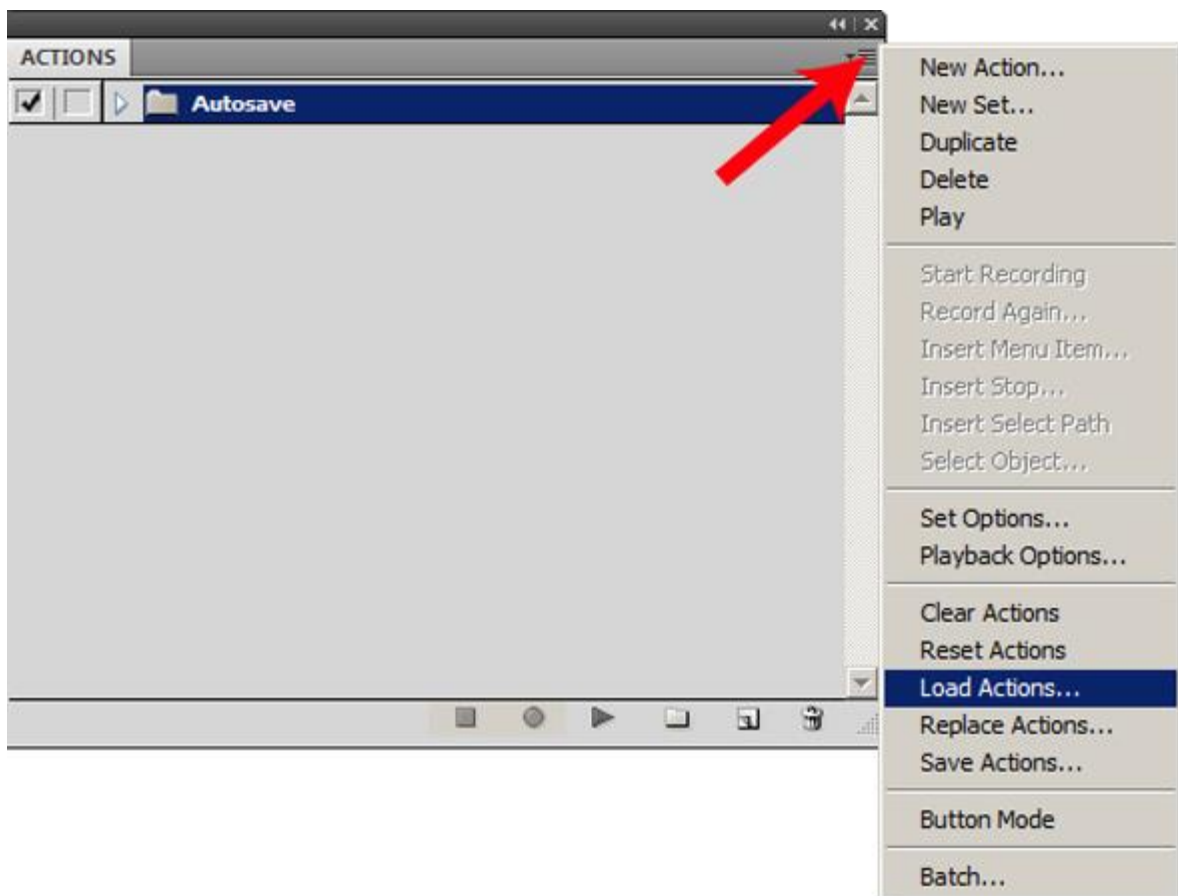 ACTIONS
Autosave
New Action...
New Set...
Duplicate
Delete
Play
Start Recording
Record Again...
Insert Menu Item...
Insert Stop...
Insert Select Path
Select Object...
Set Options...
Playback Options...
Clear Actions
Reset Actions
Load Actions...
Replace Actions...
Save Actions...
Button Mode
Batch...